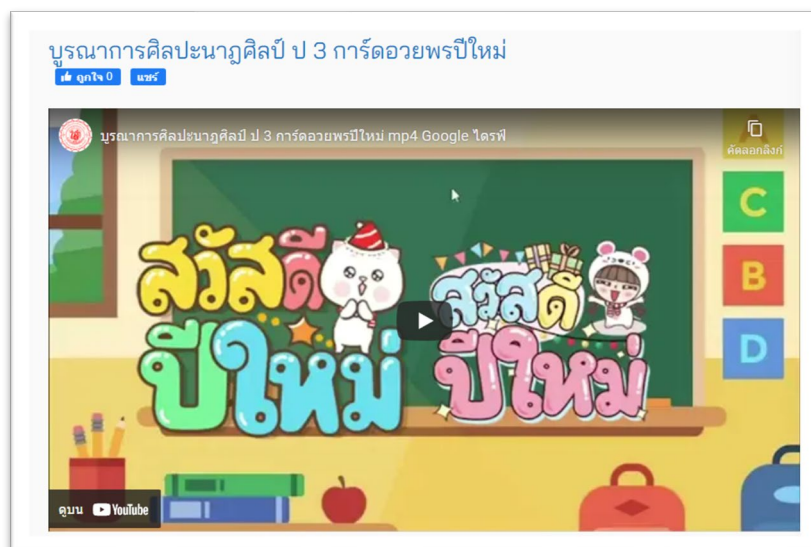 บูรณาการศิลปะนาฏศิลป์ ป 3 การ์ดอวยพรปีใหม่
ถูกใจ 0 แชร์
บูรณาการศิลปะนาฏศิลป์ ป 3 การ์ดอวยพรปีใหม่ mp4 Google ไดรฟ์
คัดลอกลิงก์
A
C
B
D
สวัสดี
ปีใหม่
สวัสดี
ปีใหม่
ดูบน YouTube